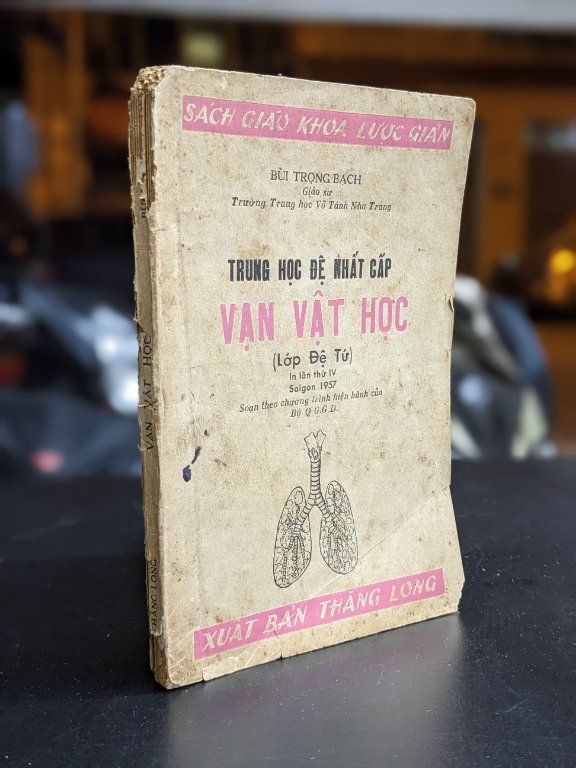 SÁCH GIÁO KHOA LƯỢC GIẢN
BÙI TRỌNG BẠCH
Giáo sư
Trường Trung học Võ Tánh Nha Trang
TRUNG HỌC ĐỆ NHẤT CẤP
VẠN VẬT HỌC
(Lớp Đệ Tứ)
In lần thứ IV
Saigon 1957
Soạn theo chương trình hiện hành của
Bộ Q.G.G.D.
XUẤT BẢN THĂNG LONG
BÙI
VẠN VẬT HỌC
THĂNG LONG